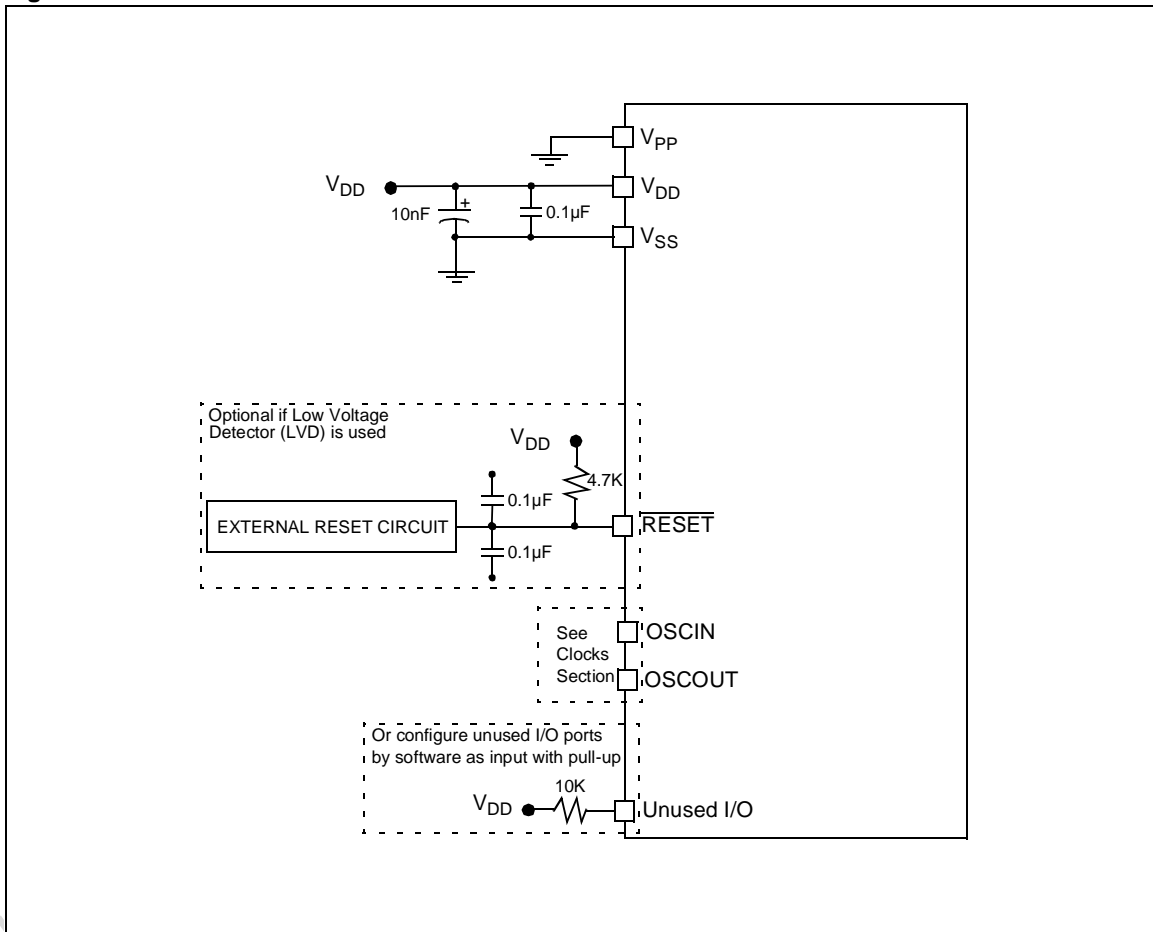 VPP
VDD
VDD
10nF
+
0.1µF
VSS
Optional if Low Voltage
Detector (LVD) is used
VDD
4.7K
0.1µF
EXTERNAL RESET CIRCUIT
RESET
0.1µF
See
Clocks
Section
OSCIN
OSCOUT
Or configure unused I/O ports
by software as input with pull-up
10K
VDD
Unused I/O